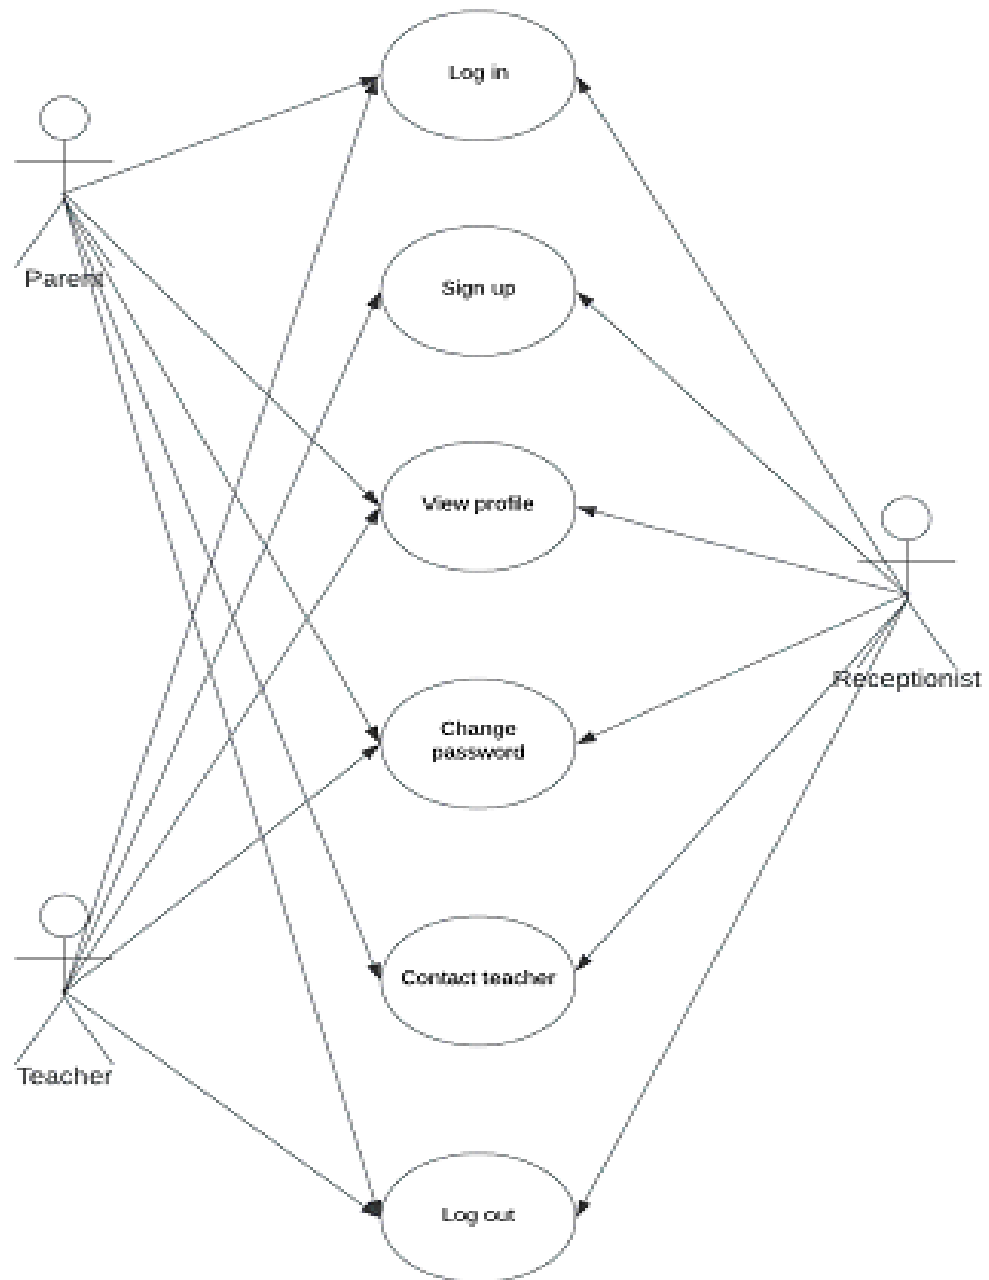 Log in
Parent
Sign up
View profile
Receptionist
Change
password
Contact teacher
Teacher
Log out